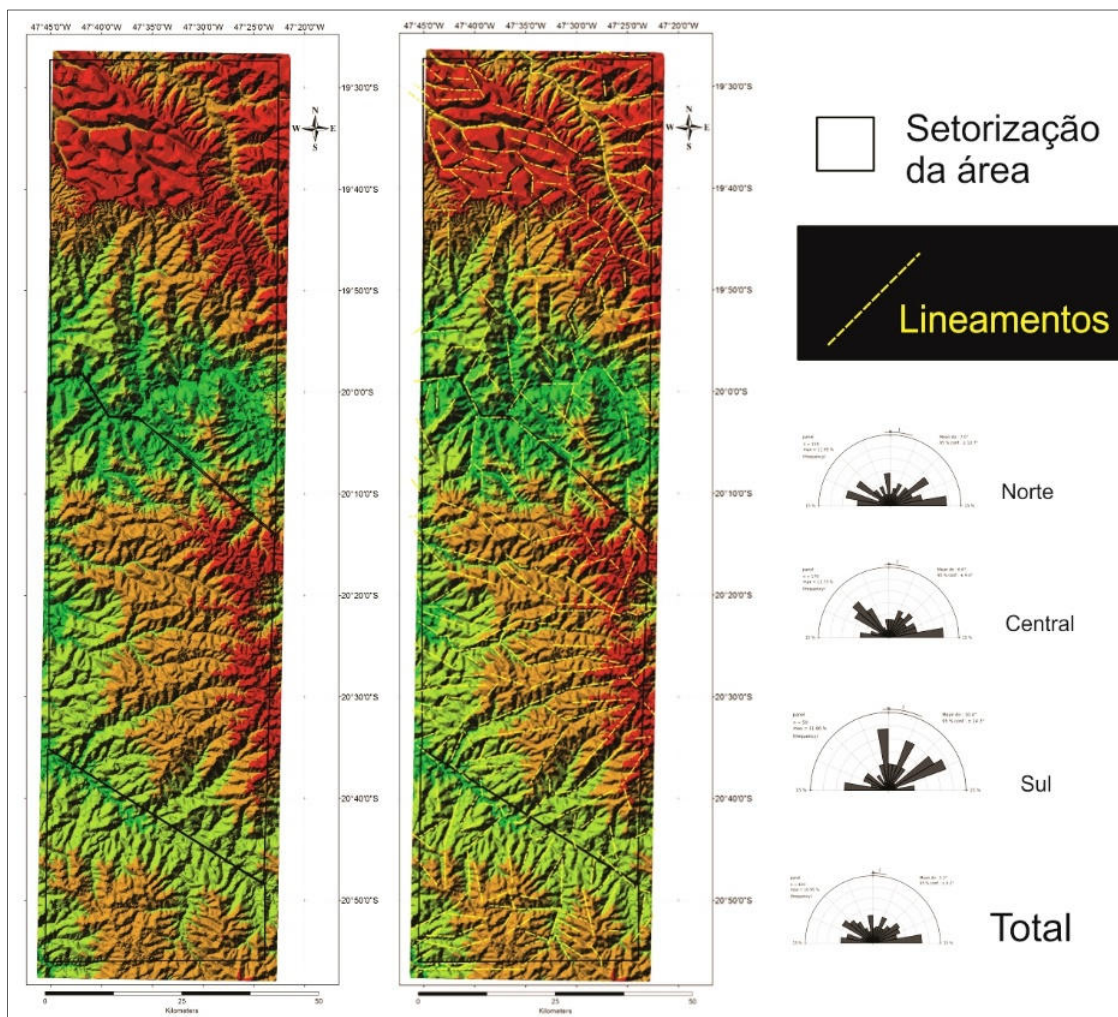 47°45'0"W 47°40'0"W 47°35'0"W 47°30'0"W 47°25'0"W 47°20'0"W
47°45'0"W 47°40'0"W 47°35'0"W 47°30'0"W 47°25'0"W 47°20'0"W
19°30'0"S
19°40'0"S
19°50'0"S
20°0'0"S
20°10'0"S
20°20'0"S
20°30'0"S
20°40'0"S
20°50'0"S
N
W E
S
0 25 50
Kilometers
19°30'0"S
19°40'0"S
19°50'0"S
20°0'0"S
20°10'0"S
20°20'0"S
20°30'0"S
20°40'0"S
20°50'0"S
N
W E
S
0 25 50
Kilometers
Setorização
da área
Lineamentos
Norte
Central
Sul
Total